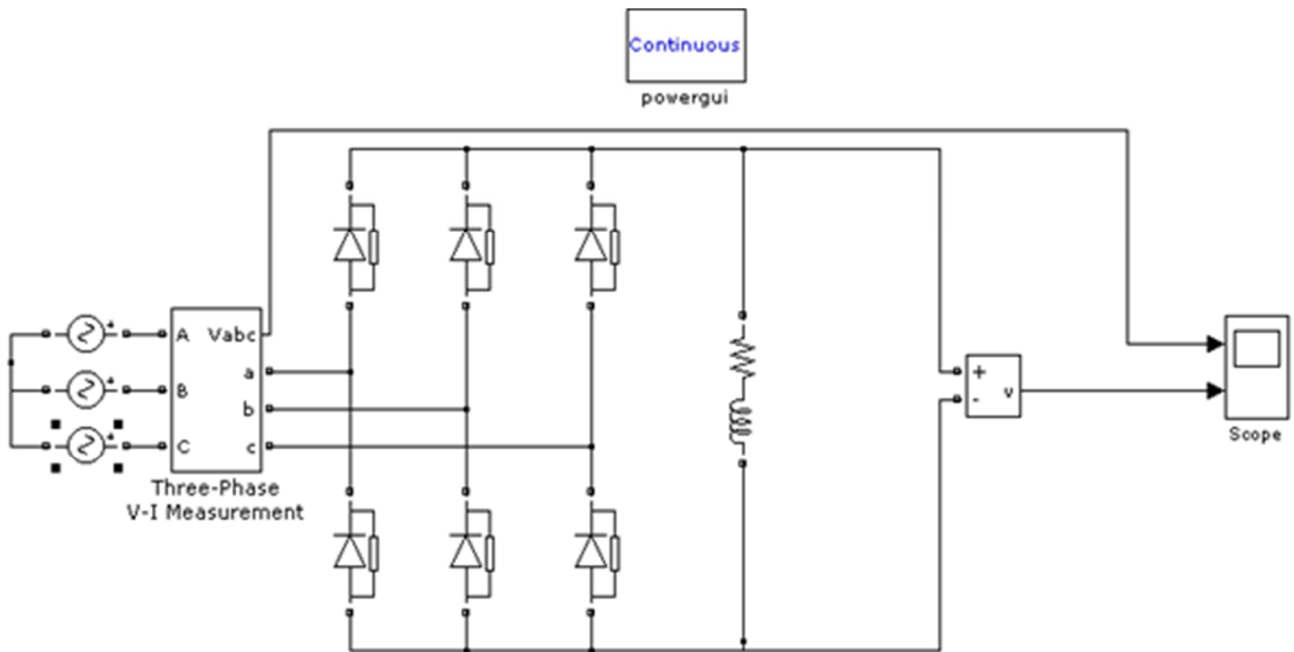 Continuous
powergui
A Vabc
a
B
b
C c
Three-Phase
V-I Measurement
+
- v
Scope